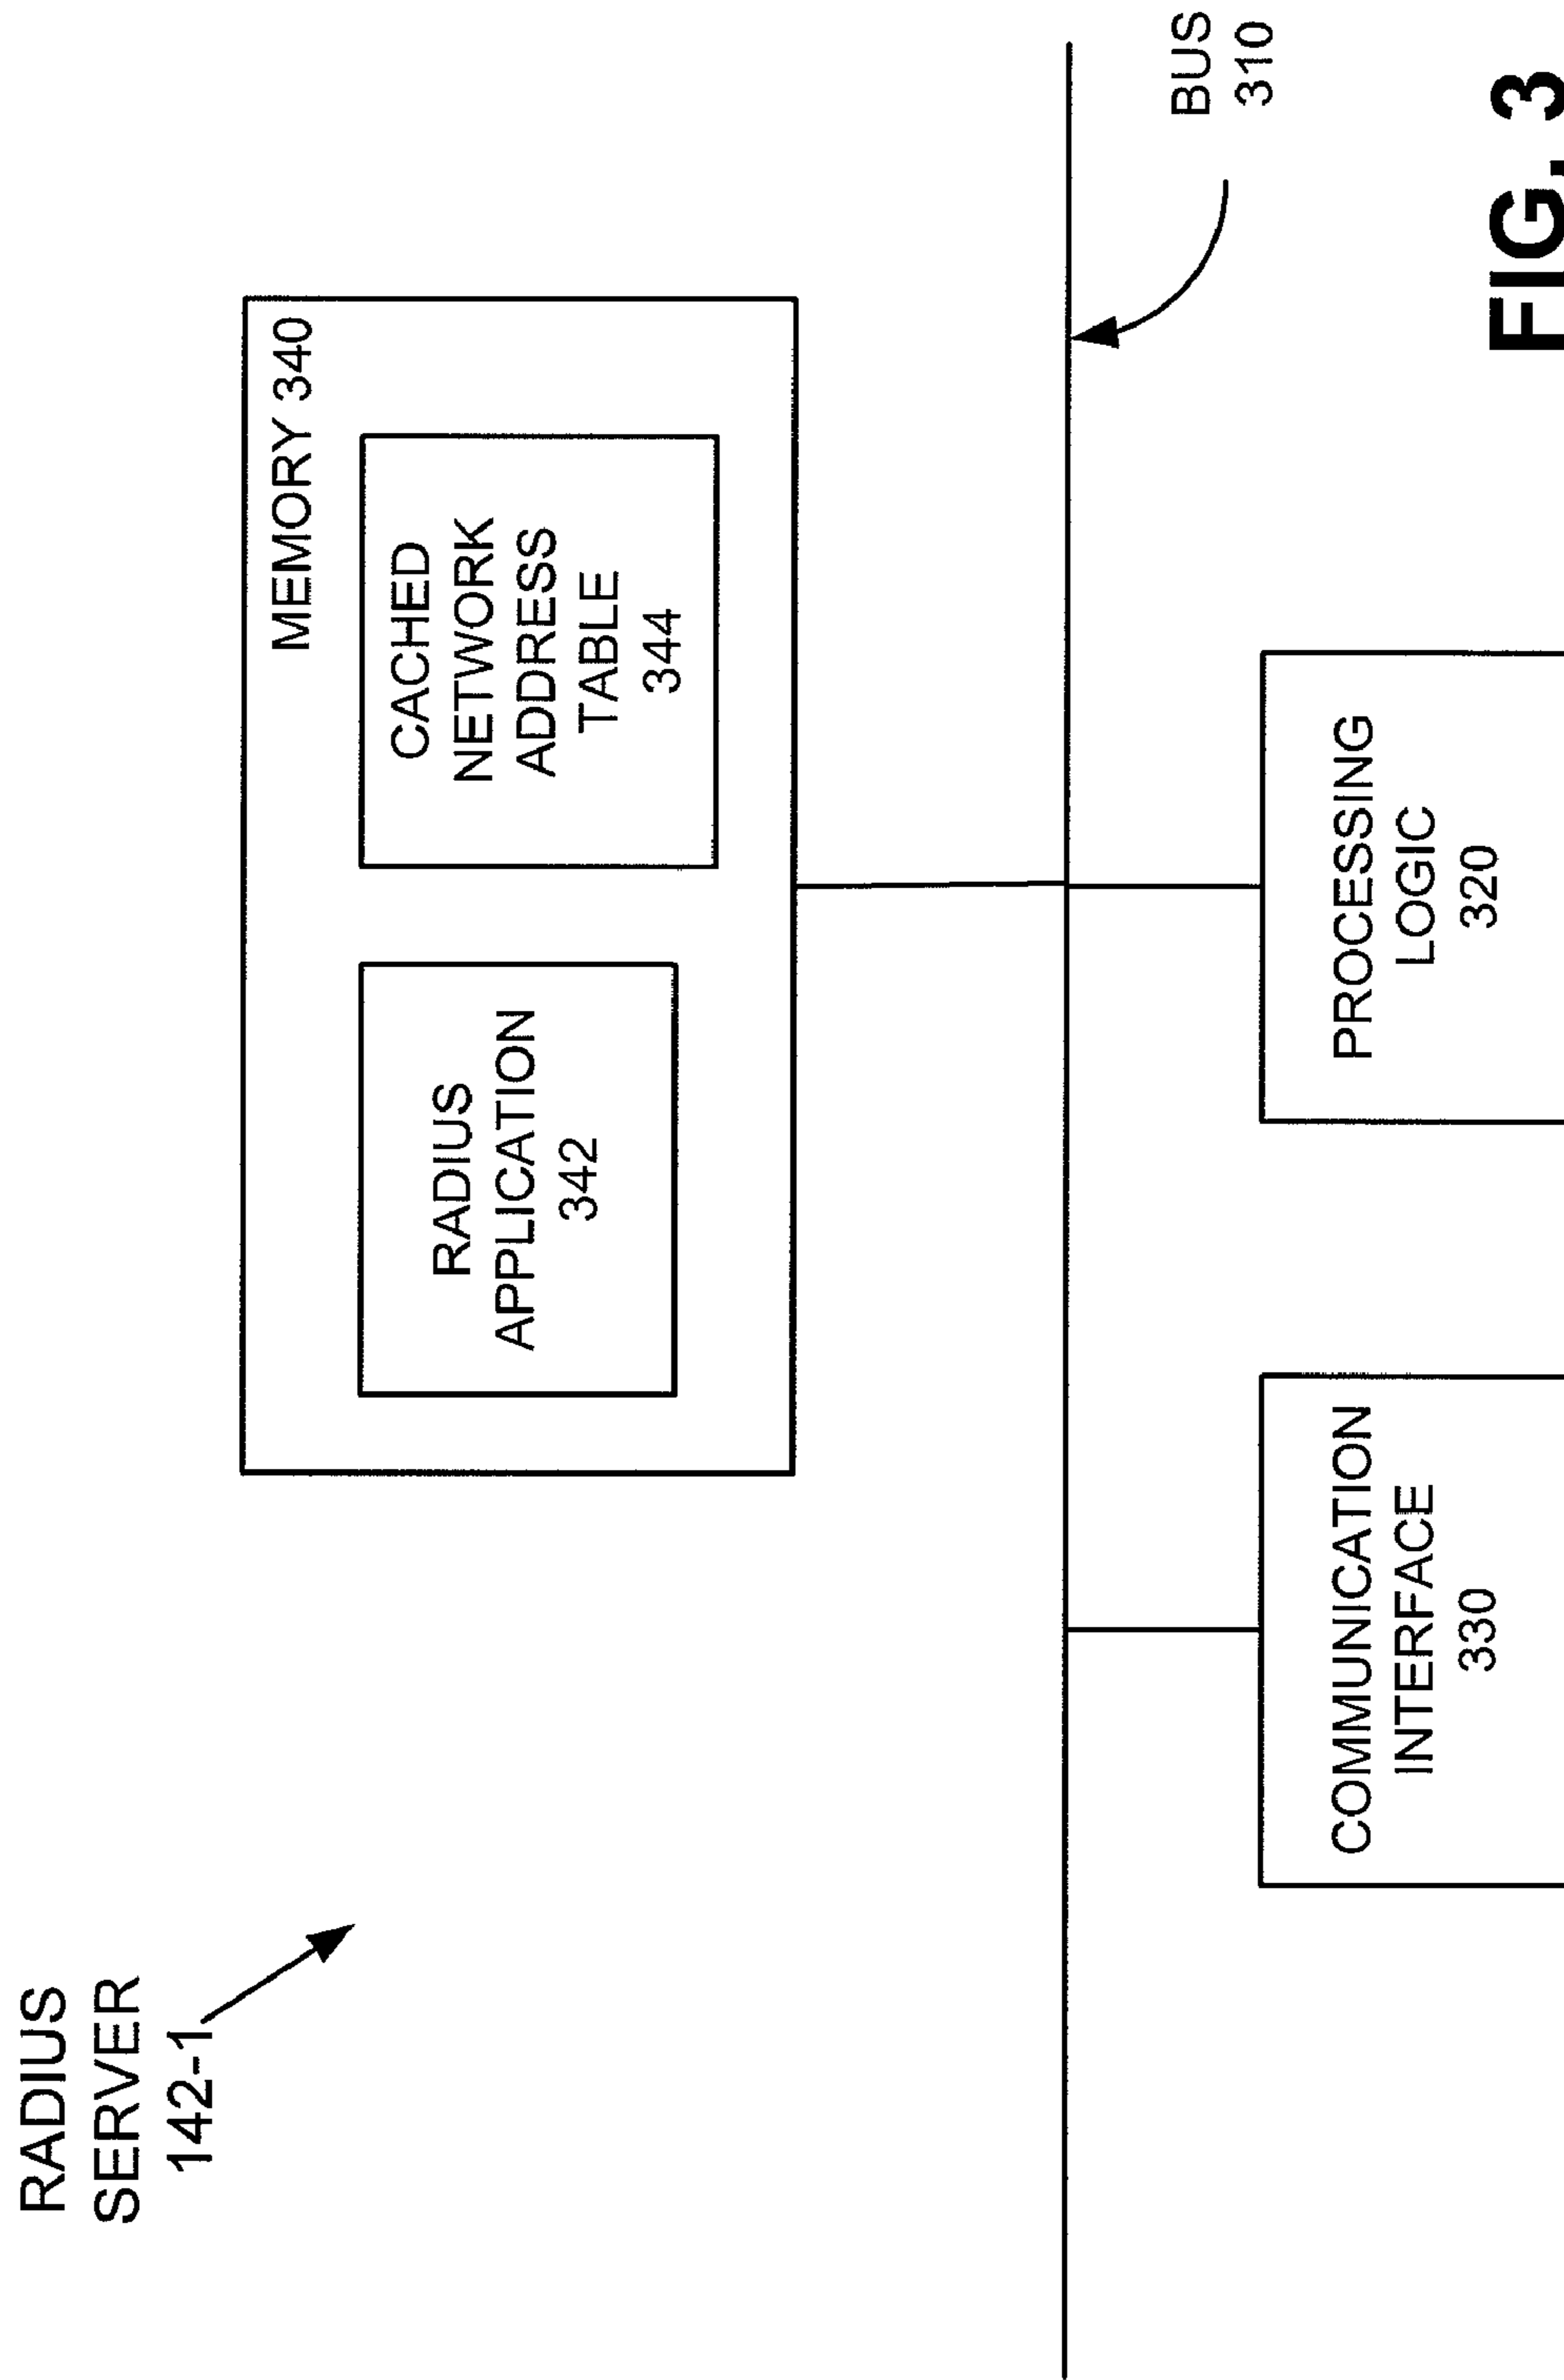 RADIUS
SERVER
142-1
MEMORY 340
RADIUS
APPLICATION
342
CACHED
NETWORK
ADDRESS
TABLE
344
BUS
310
COMMUNICATION
INTERFACE
330
PROCESSING
LOGIC
320
FIG. 3